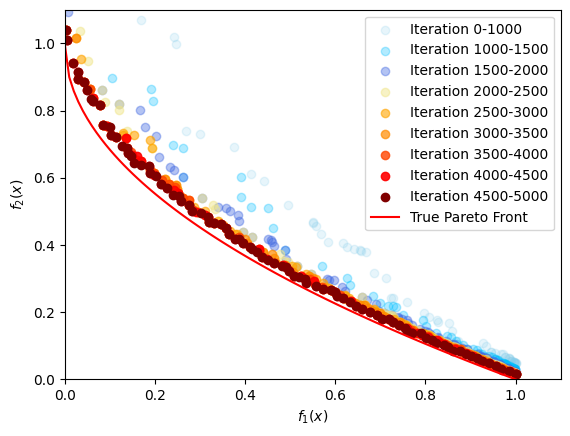 Iteration 0-1000
Iteration 1000-1500
Iteration 1500-2000
Iteration 2000-2500
Iteration 2500-3000
Iteration 3000-3500
Iteration 3500-4000
Iteration 4000-4500
Iteration 4500-5000
True Pareto Front
f₂(x)
1.0
0.8
0.6
0.4
0.2
0.0
0.0 0.2 0.4 0.6 0.8 1.0
f₁(x)